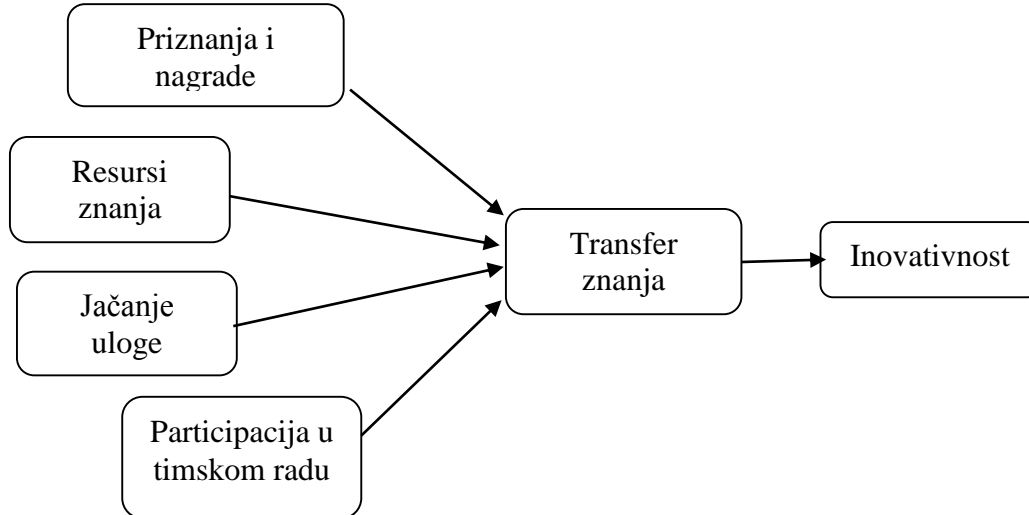 Priznanja i
nagrade
Resursi
znanja
Jačanje
uloge
Participacija u
timskom radu
Transfer
znanja
Inovativnost